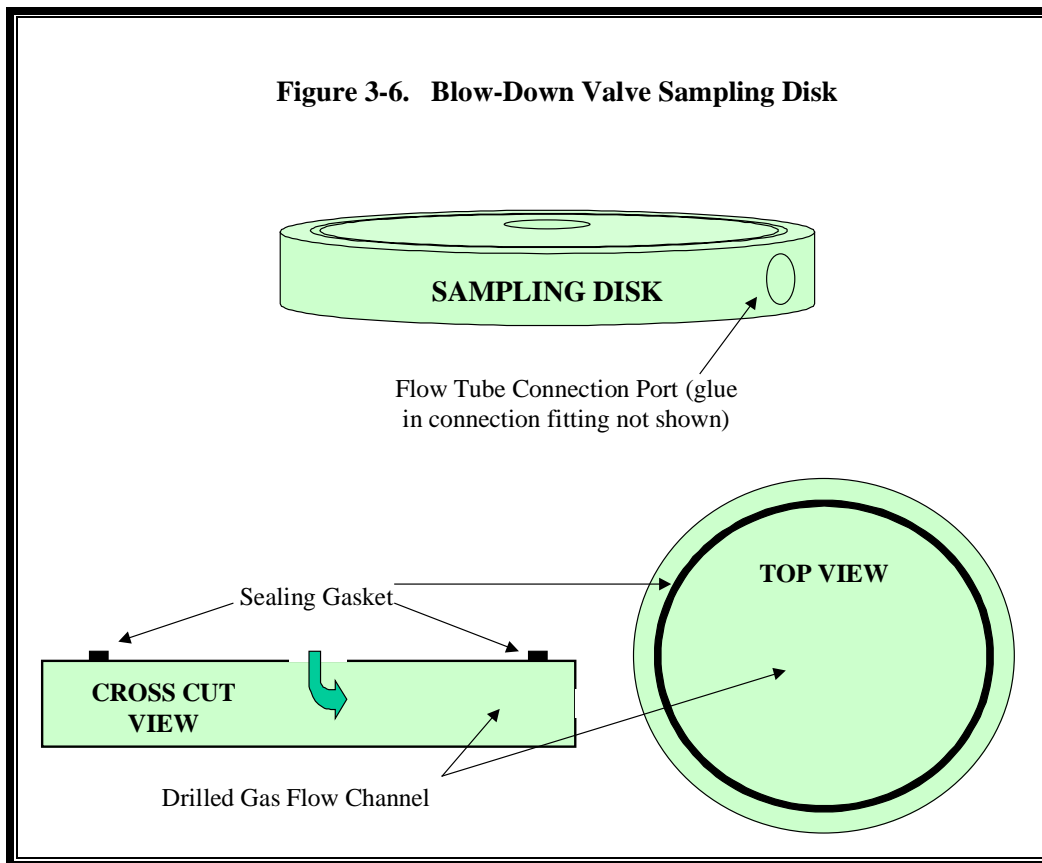 Figure 3-6. Blow-Down Valve Sampling Disk
SAMPLING DISK
Flow Tube Connection Port (glue
in connection fitting not shown)
TOP VIEW
Sealing Gasket
CROSS CUT
VIEW
Drilled Gas Flow Channel